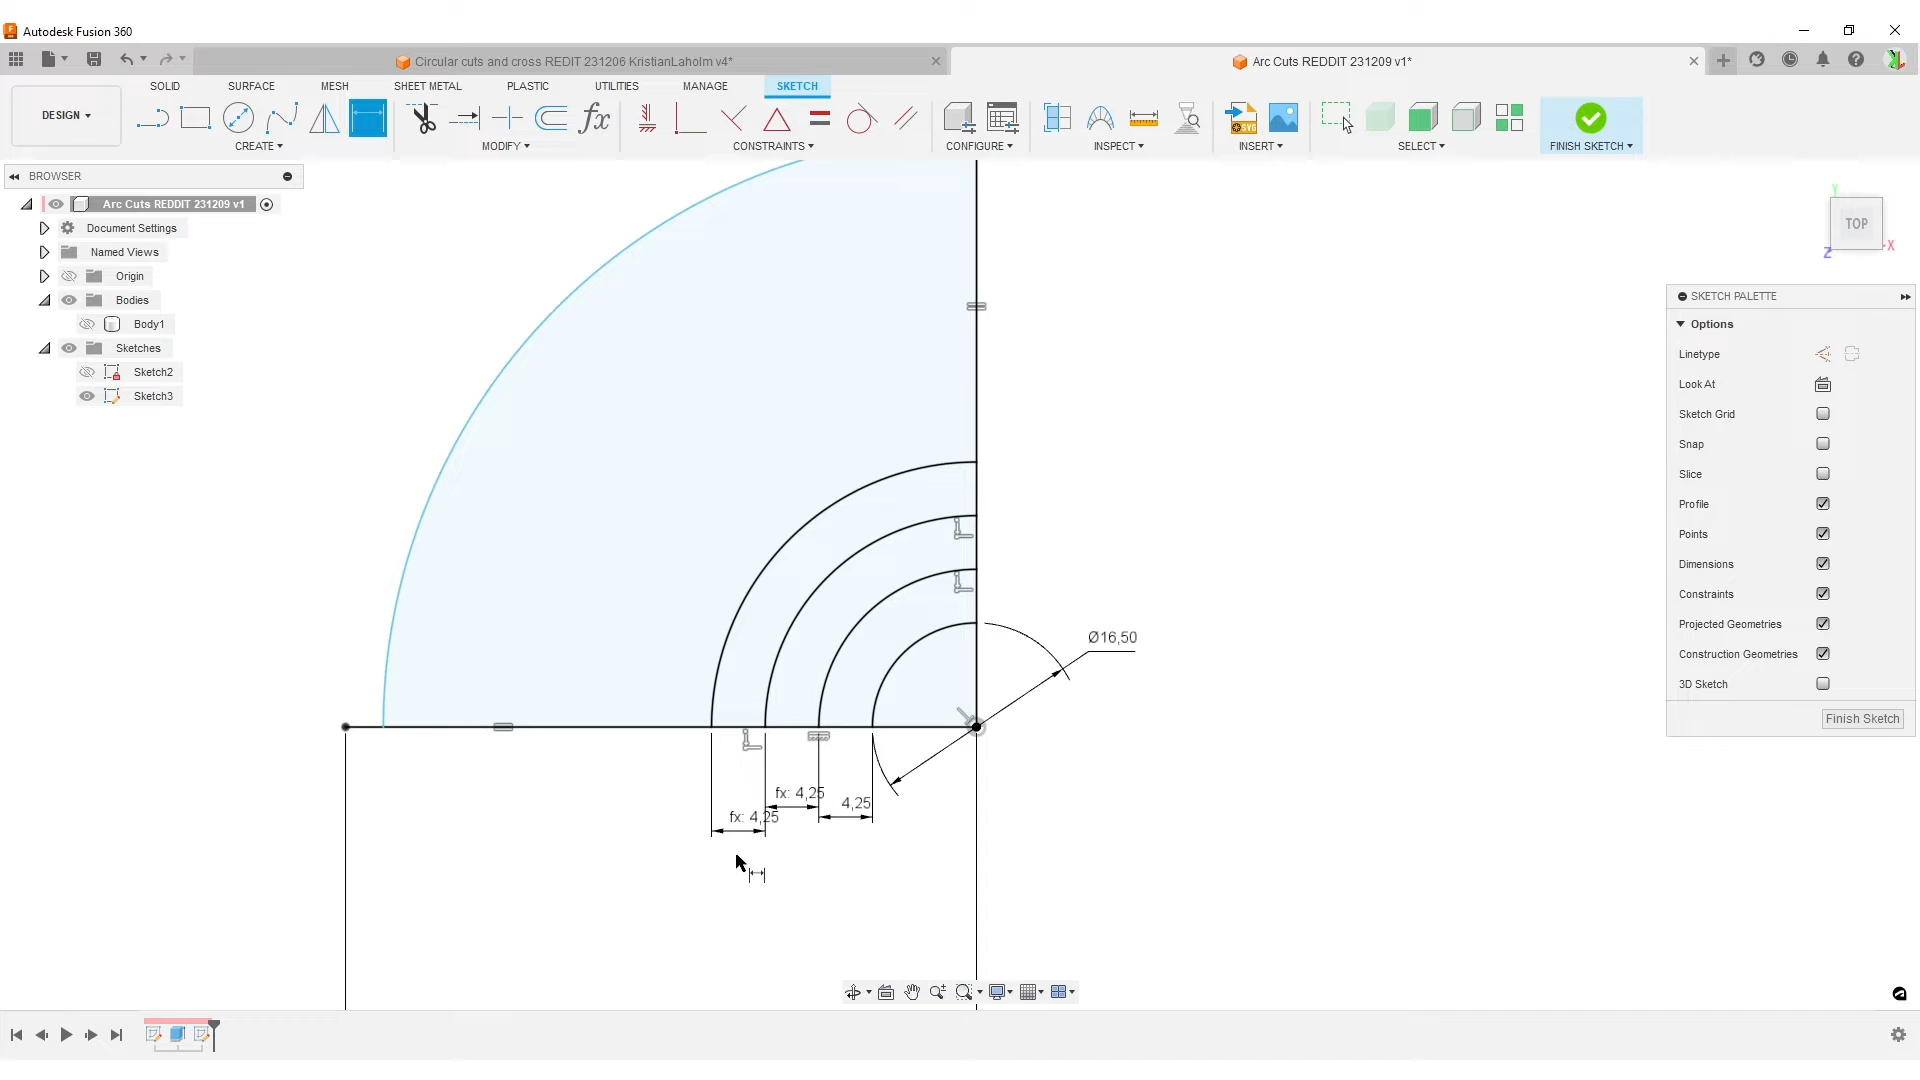 Autodesk Fusion 360
Circular cuts and cross REDIT 231206 KristianLaholm v4*
Arc Cuts REDDIT 231209 v1*
SOLID
SURFACE
MESH
SHEET METAL
PLASTIC
UTILITIES
MANAGE
SKETCH
DESIGN
fx
CREATE
MODIFY
CONSTRAINTS
CONFIGURE
INSPECT
INSERT
SELECT
FINISH SKETCH
BROWSER
Arc Cuts REDDIT 231209 v1
Document Settings
Named Views
Origin
Bodies
Body1
Sketches
Sketch2
Sketch3
Y
TOP
X
Z
SKETCH PALETTE
Options
Linetype
Look At
Sketch Grid
Snap
Slice
Profile
Points
Dimensions
Constraints
Projected Geometries
Construction Geometries
3D Sketch
Finish Sketch
Ø16,50
fx: 4,25
4,25
fx: 4,25